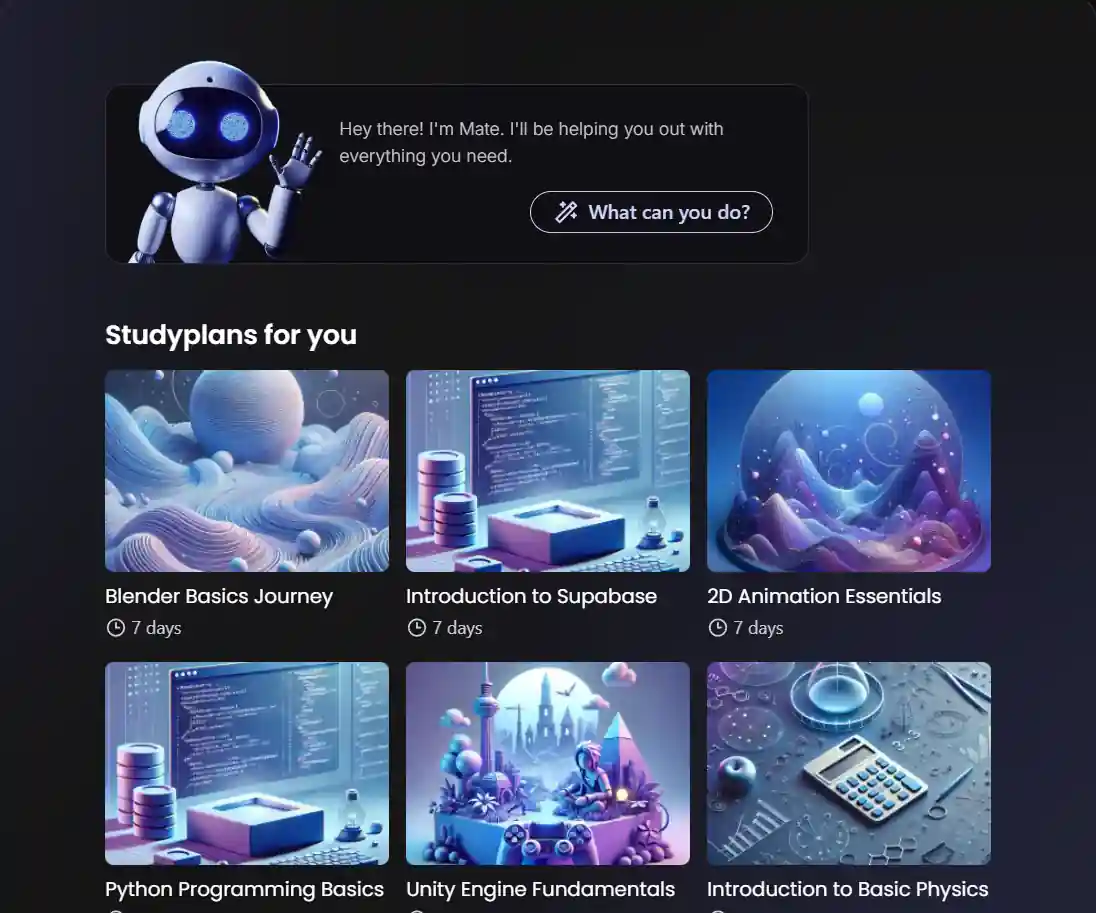 Hey there! I'm Mate. I'll be helping you out with
everything you need.
What can you do?
Studyplans for you
Blender Basics Journey
Introduction to Supabase
2D Animation Essentials
7 days
7 days
7 days
Python Programming Basics
Unity Engine Fundamentals
Introduction to Basic Physics